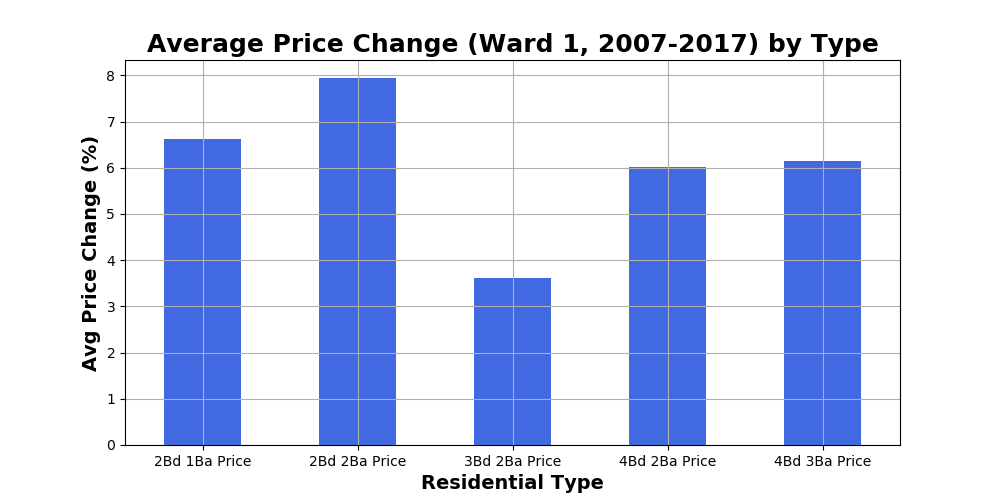 Average Price Change (Ward 1, 2007-2017) by Type
Avg Price Change (%)
8
7
6
5
4
3
2
1
0
2Bd 1Ba Price
2Bd 2Ba Price
3Bd 2Ba Price
4Bd 2Ba Price
4Bd 3Ba Price
Residential Type